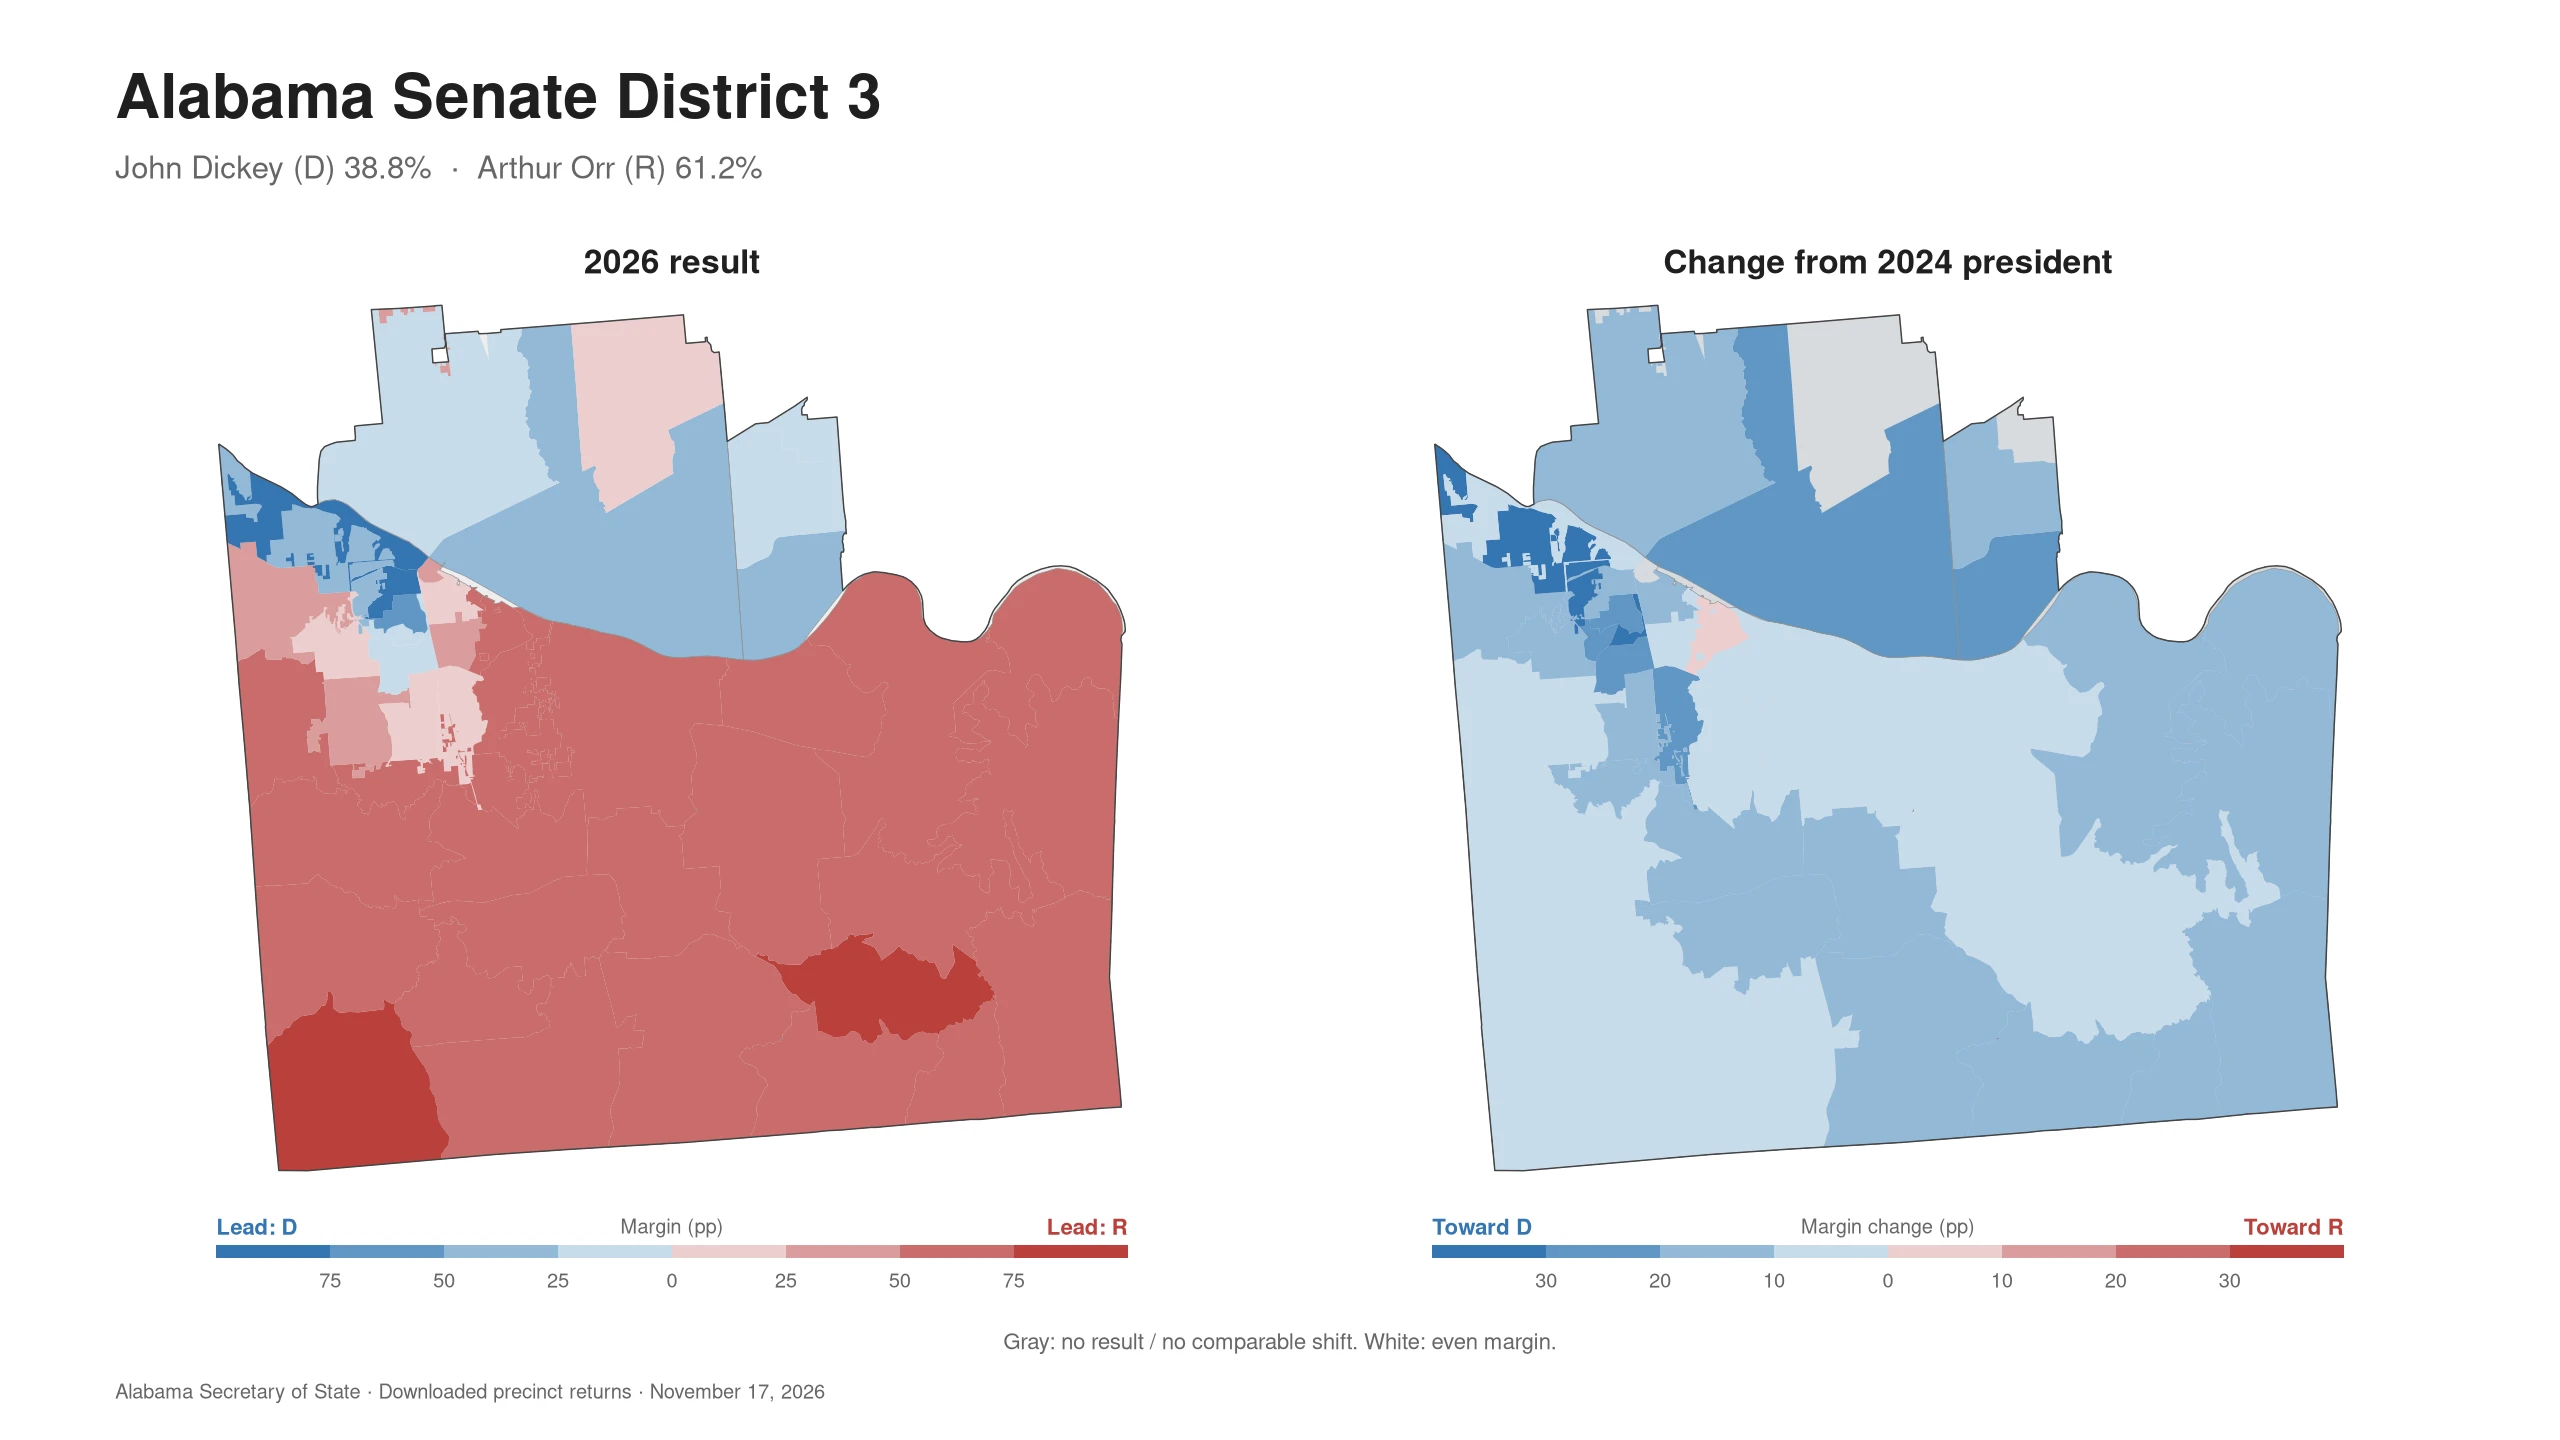 Alabama Senate District 3
John Dickey (D) 38.8% · Arthur Orr (R) 61.2%
2026 result
Change from 2024 president
Lead: D Margin (pp) Lead: R
75 50 25 0 25 50 75
Toward D Margin change (pp) Toward R
30 20 10 0 10 20 30
Gray: no result / no comparable shift. White: even margin.
Alabama Secretary of State · Downloaded precinct returns · November 17, 2026